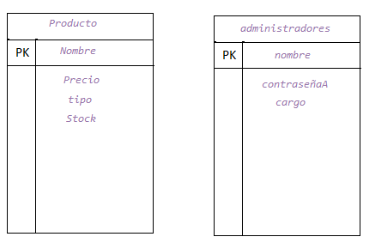 Producto
PK Nombre
Precio
tipo
Stock
administradores
PK nombre
contraseñaA
cargo